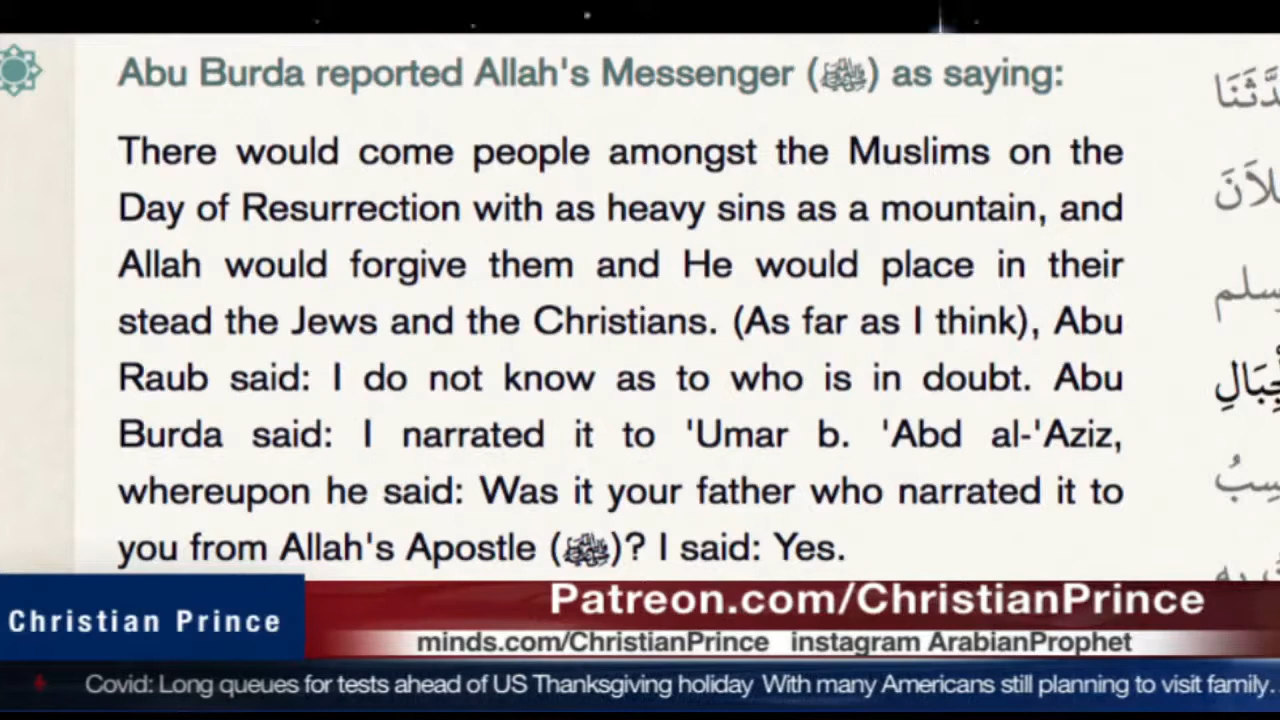 Abu Burda reported Allah's Messenger (ﷺ) as saying:
There would come people amongst the Muslims on the
Day of Resurrection with as heavy sins as a mountain, and
Allah would forgive them and He would place in their
stead the Jews and the Christians. (As far as I think), Abu
Raub said: I do not know as to who is in doubt. Abu
Burda said: I narrated it to 'Umar b. 'Abd al-'Aziz,
whereupon he said: Was it your father who narrated it to
you from Allah's Apostle (ﷺ)? I said: Yes.
Christian Prince
Patreon.com/ChristianPrince
minds.com/ChristianPrince instagram ArabianProphet
Covid: Long queues for tests ahead of US Thanksgiving holiday With many Americans still planning to visit family.